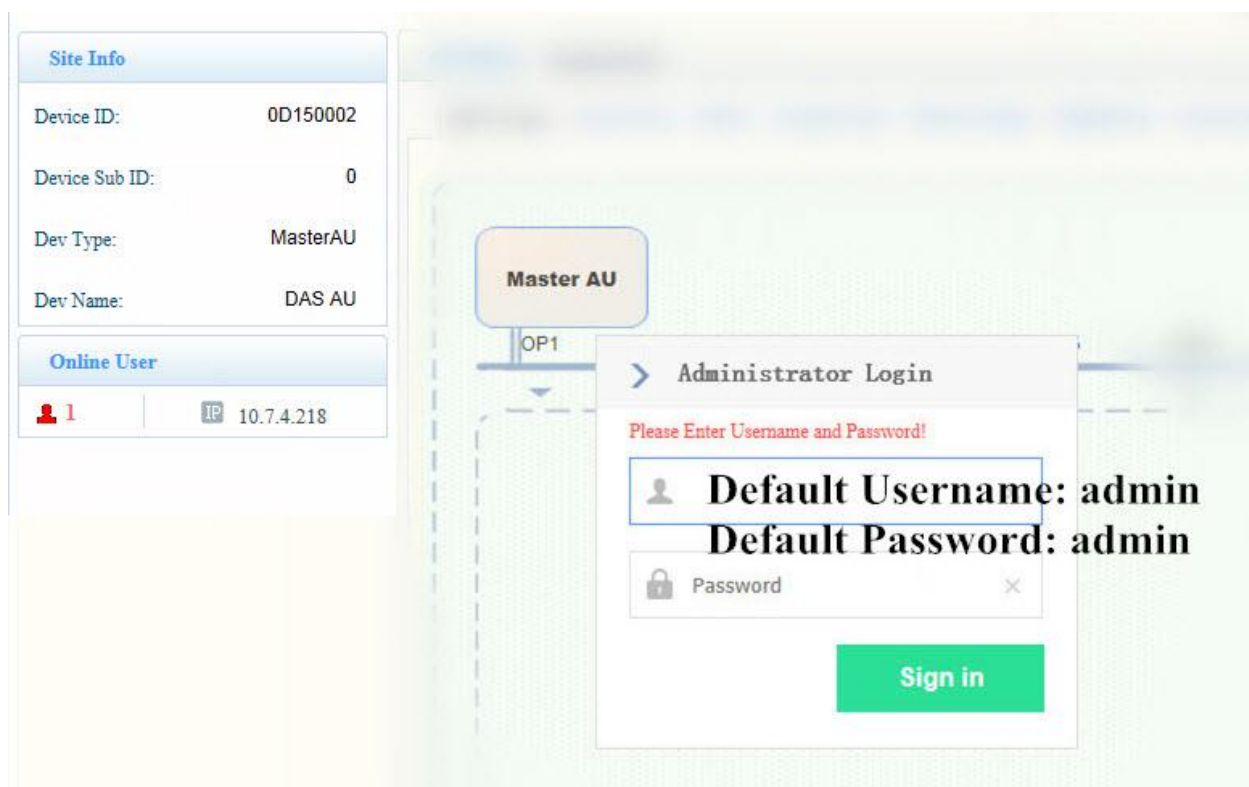 Site Info
Device ID: 0D150002
Device Sub ID: 0
Dev Type: MasterAU
Dev Name: DAS AU
Online User
1 IP 10.7.4.218
Master AU
OP1
Administrator Login
Please Enter Username and Password!
Default Username: admin
Default Password: admin
Password
Sign in